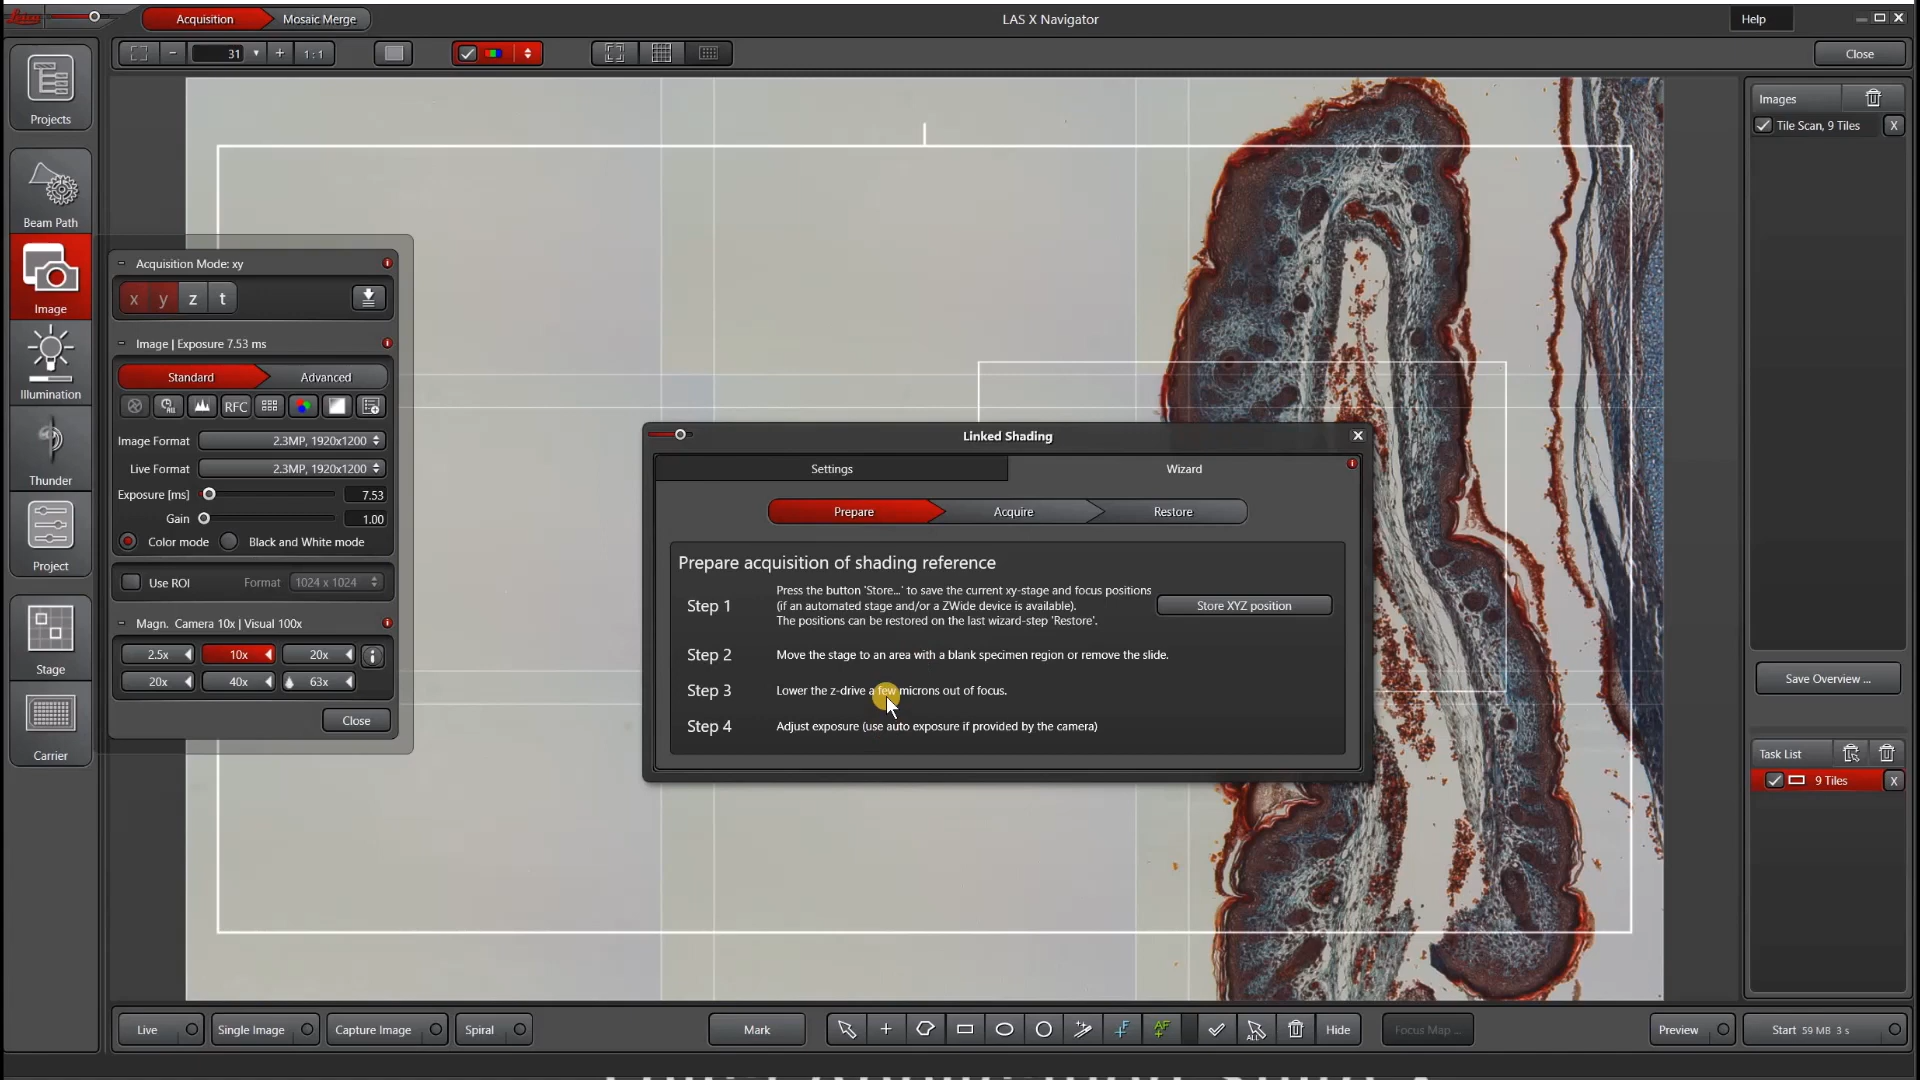 Leica
Acquisition
Mosaic Merge
LAS X Navigator
Help
31
1:1
Close
Projects
Beam Path
Image
Illumination
Thunder
Project
Stage
Carrier
Acquisition Mode: xy
x y z t
Image | Exposure 7.53 ms
Standard
Advanced
ALL
RFC
Image Format 2.3MP, 1920x1200
Live Format 2.3MP, 1920x1200
Exposure [ms] 7.53
Gain 1.00
Color mode Black and White mode
Use ROI Format 1024 x 1024
Magn. Camera 10x | Visual 100x
2.5x 10x 20x
20x 40x 63x
Close
Linked Shading
Settings
Wizard
Prepare
Acquire
Restore
Prepare acquisition of shading reference
Step 1
Press the button 'Store...' to save the current xy-stage and focus positions
(if an automated stage and/or a ZWide device is available).
The positions can be restored on the last wizard-step 'Restore'.
Store XYZ position
Step 2 Move the stage to an area with a blank specimen region or remove the slide.
Step 3 Lower the z-drive a few microns out of focus.
Step 4 Adjust exposure (use auto exposure if provided by the camera)
Images
Tile Scan, 9 Tiles X
Save Overview ...
Task List
9 Tiles X
Live
Single Image
Capture Image
Spiral
Mark
F
AF
ALL
Hide
Focus Map ...
Preview
Start 59 MB 3 s